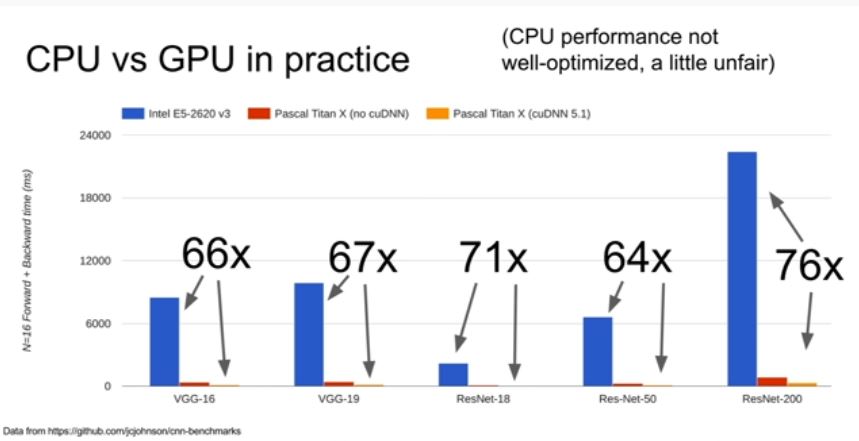 CPU vs GPU in practice
(CPU performance not
well-optimized, a little unfair)
Intel E5-2620 v3
Pascal Titan X (no cuDNN)
Pascal Titan X (cuDNN 5.1)
N=16 Forward + Backward time (ms)
24000
18000
12000
6000
0
66x
67x
71x
64x
76x
VGG-16
VGG-19
ResNet-18
Res-Net-50
ResNet-200
Data from https://github.com/jcjohnson/cnn-benchmarks